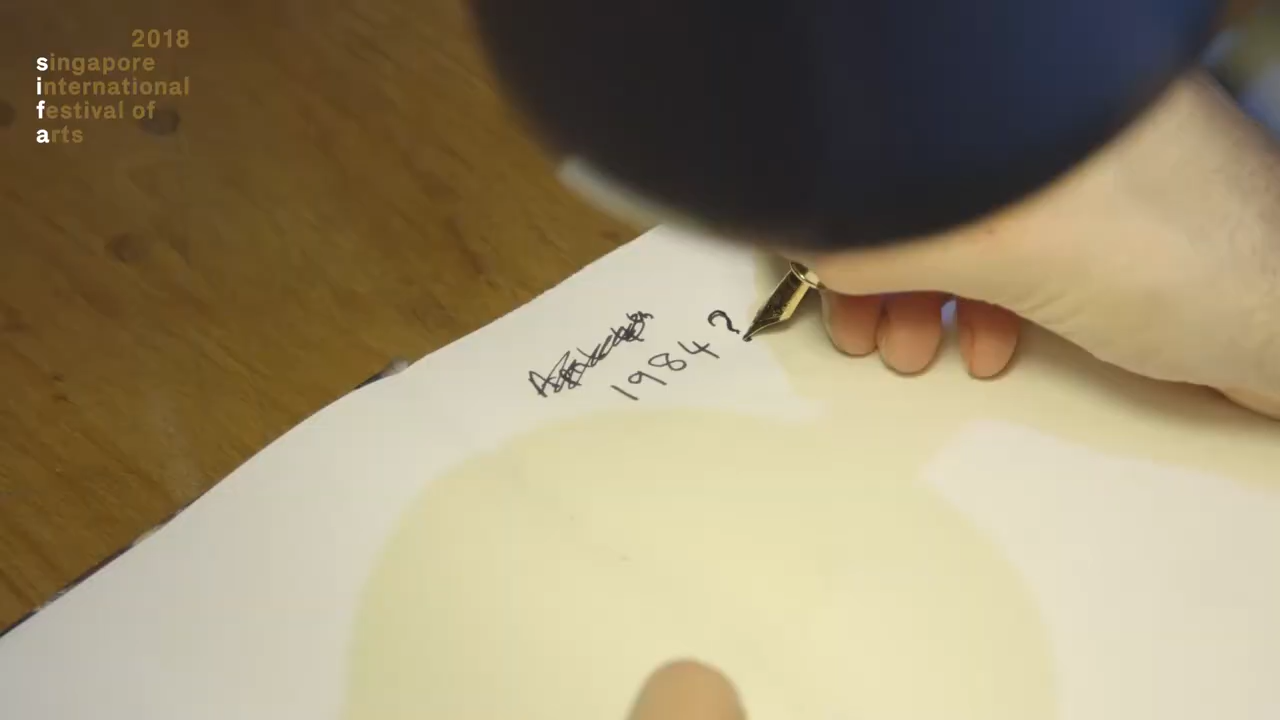 2018
singapore
international
festival of
arts
1984?